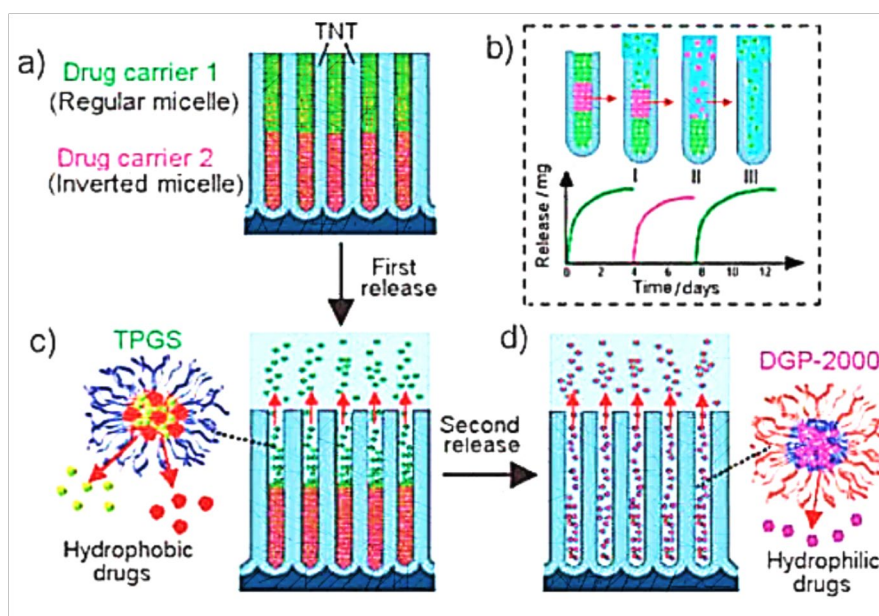 a)
TNT
Drug carrier 1
(Regular micelle)
Drug carrier 2
(Inverted micelle)
b)
I
II
III
Release/mg
0 2 4 6 8 10 12
Time/days
First
release
c)
TPGS
Hydrophobic
drugs
Second
release
d)
DGP-2000
Hydrophilic
drugs